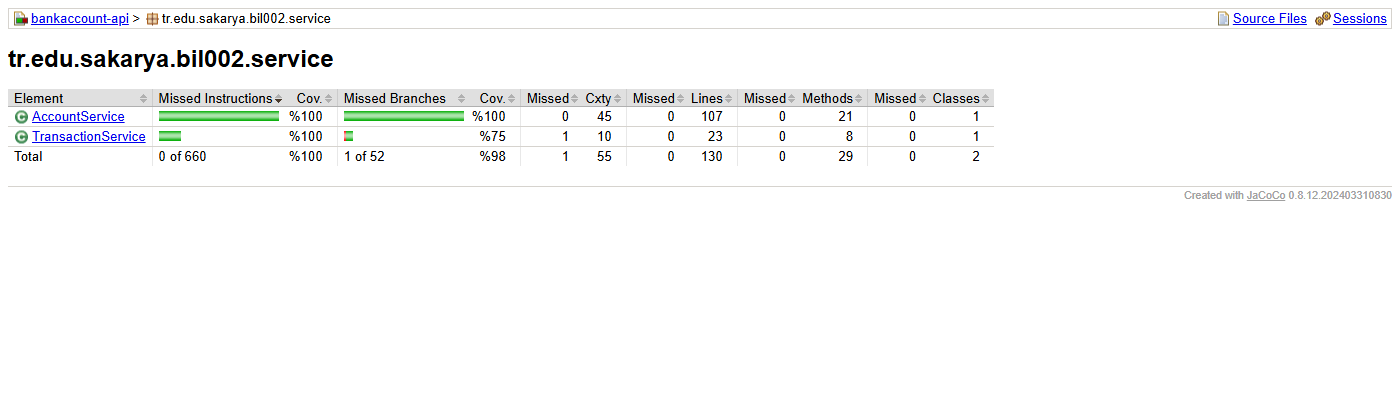 bankaccount-api > tr.edu.sakarya.bil002.service Source Files Sessions
tr.edu.sakarya.bil002.service
Element Missed Instructions Cov. Missed Branches Cov. Missed Cxty Missed Lines Missed Methods Missed Classes
AccountService %100 %100 0 45 0 107 0 21 0 1
TransactionService %100 %75 1 10 0 23 0 8 0 1
Total 0 of 660 %100 1 of 52 %98 1 55 0 130 0 29 0 2
Created with JaCoCo 0.8.12.202403310830